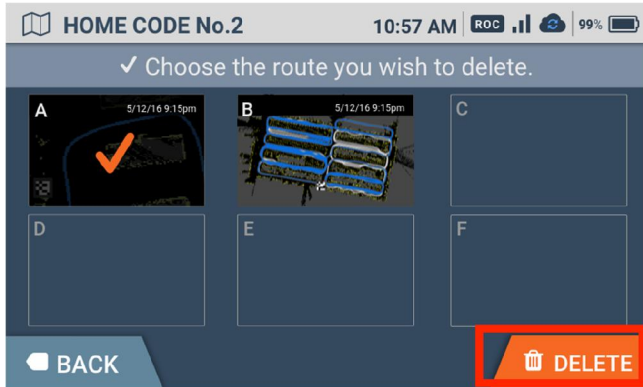 HOME CODE No.2 10:57 AM ROC 99%
✓ Choose the route you wish to delete.
A 5/12/16 9:15pm B 5/12/16 9:15pm C
D E F
BACK DELETE